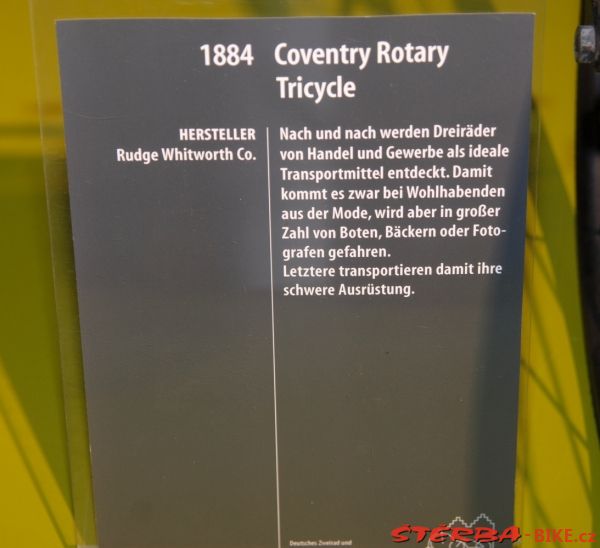 1884 Coventry Rotary
Tricycle
HERSTELLER
Rudge Whitworth Co.
Nach und nach werden Dreiräder
von Handel und Gewerbe als ideale
Transportmittel entdeckt. Damit
kommt es zwar bei Wohlhabenden
aus der Mode, wird aber in großer
Zahl von Boten, Bäckern oder Foto-
grafen gefahren.
Letztere transportieren damit ihre
schwere Ausrüstung.
Deutsches Zweirad und
ŠTĚRBA-BIKE.cz